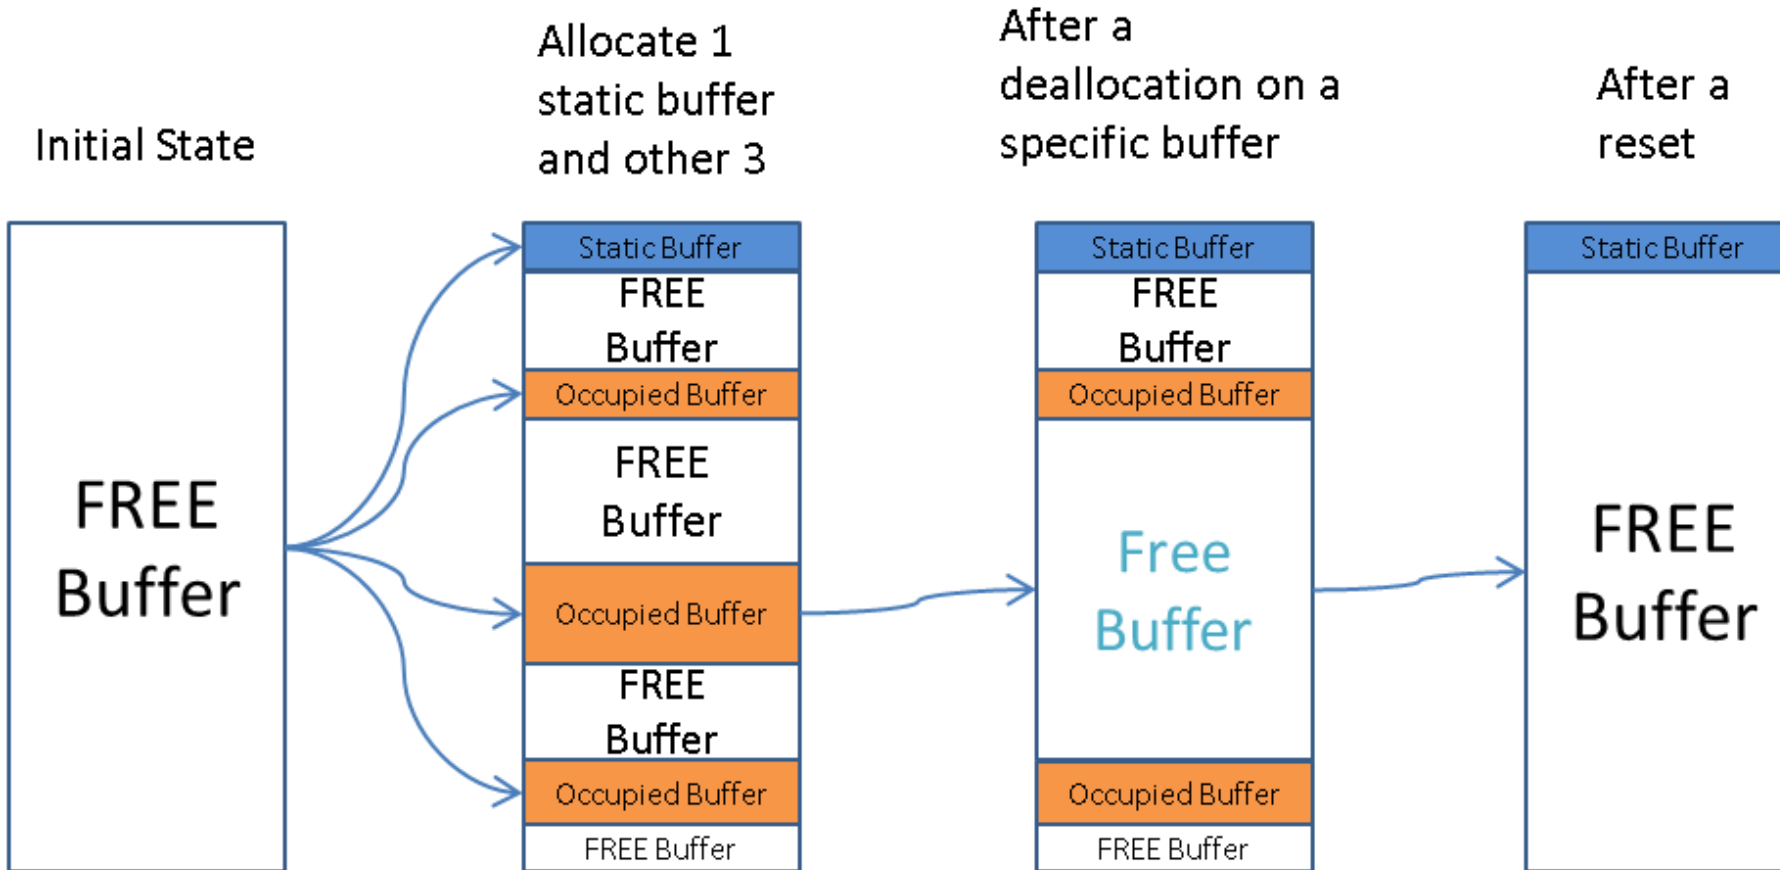 Initial State
Allocate 1
static buffer
and other 3
After a
deallocation on a
specific buffer
After a
reset
FREE
Buffer
Static Buffer
FREE
Buffer
Occupied Buffer
FREE
Buffer
Occupied Buffer
FREE
Buffer
Occupied Buffer
FREE Buffer
Static Buffer
FREE
Buffer
Occupied Buffer
Free
Buffer
Occupied Buffer
FREE Buffer
Static Buffer
FREE
Buffer